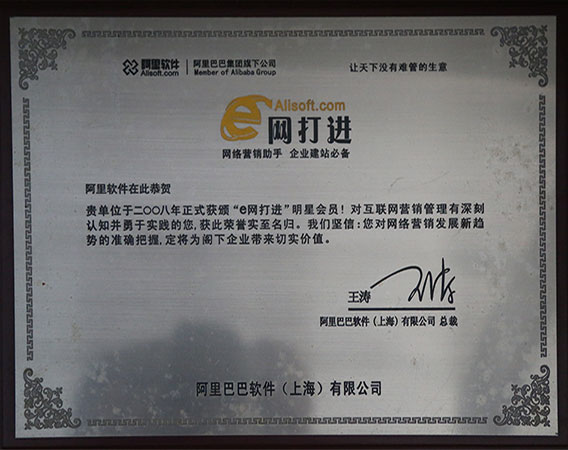 阿里软件 阿里巴巴集团旗下公司 让天下没有难管的生意
Alisoft.com Member of Alibaba Group
Alisoft.com
e网打进
网络营销助手 企业建站必备
阿里软件在此恭贺
贵单位于二〇〇八年正式获颁“e网打进”明星会员!对互联网营销管理有深刻
认知并勇于实践的您,获此荣誉实至名归。我们坚信:您对网络营销发展新趋
势的准确把握,定将为阁下企业带来切实价值。
王涛
阿里巴巴软件(上海)有限公司 总裁
阿里巴巴软件(上海)有限公司